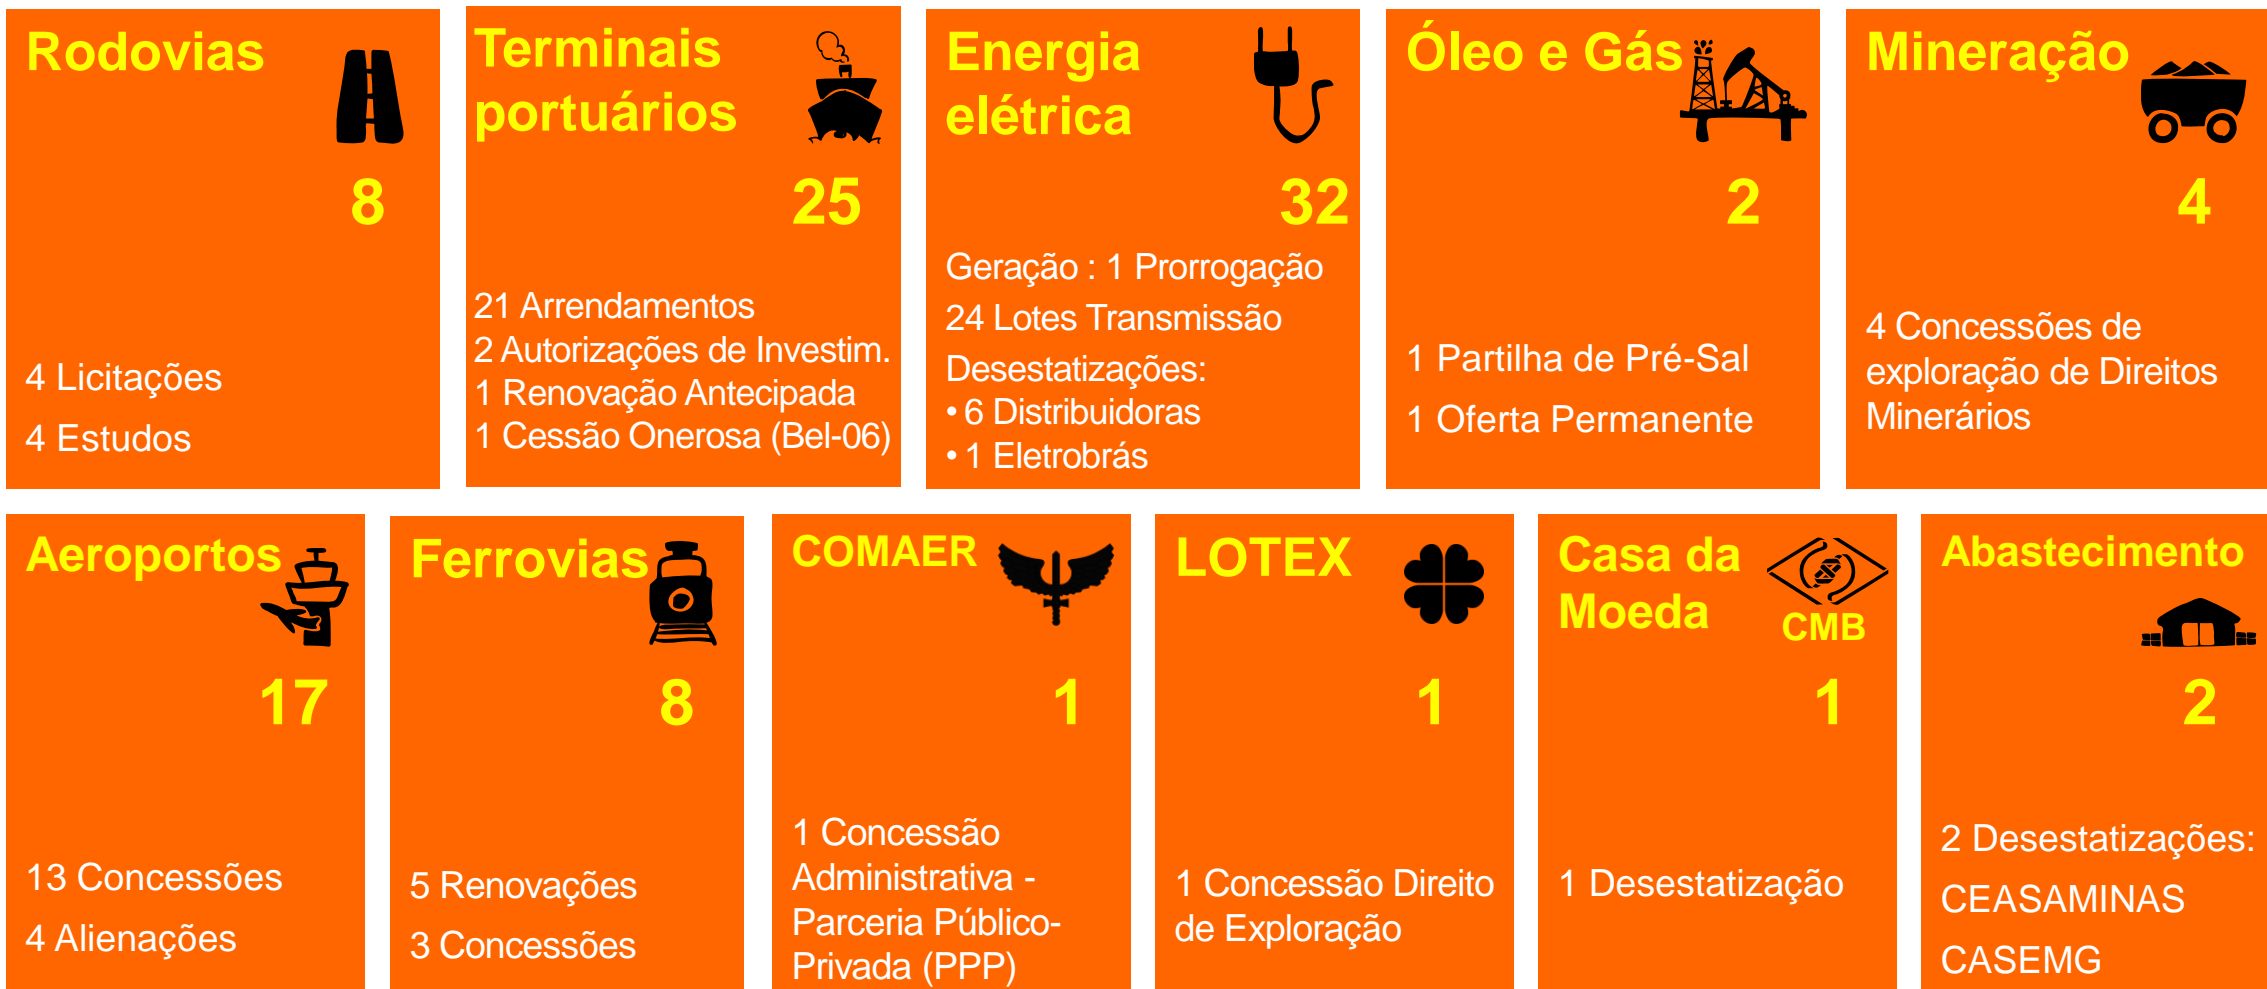 Rodovias
8
4 Licitações
4 Estudos
Terminais
portuários
25
21 Arrendamentos
2 Autorizações de Investim.
1 Renovação Antecipada
1 Cessão Onerosa (Bel-06)
Energia
elétrica
32
Geração : 1 Prorrogação
24 Lotes Transmissão
Desestatizações:
• 6 Distribuidoras
• 1 Eletrobrás
Óleo e Gás
2
1 Partilha de Pré-Sal
1 Oferta Permanente
Mineração
4
4 Concessões de
exploração de Direitos
Minerários
Aeroportos
17
13 Concessões
4 Alienações
Ferrovias
8
5 Renovações
3 Concessões
COMAER
1
1 Concessão
Administrativa -
Parceria Público-
Privada (PPP)
LOTEX
1
1 Concessão Direito
de Exploração
Casa da
Moeda
CMB
1
1 Desestatização
Abastecimento
2
2 Desestatizações:
CEASAMINAS
CASEMG